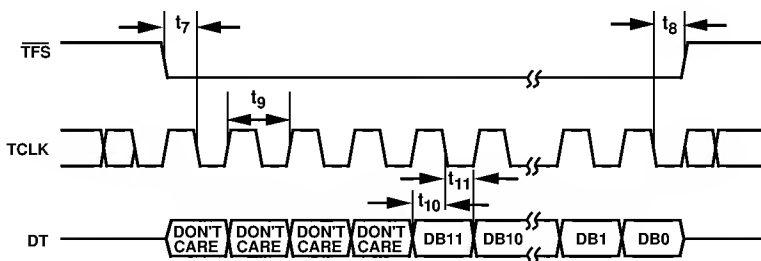 t7
t8
TFS
t9
TCLK
t11
t10
DT
DON'T CARE
DON'T CARE
DON'T CARE
DON'T CARE
DB11
DB10
DB1
DB0